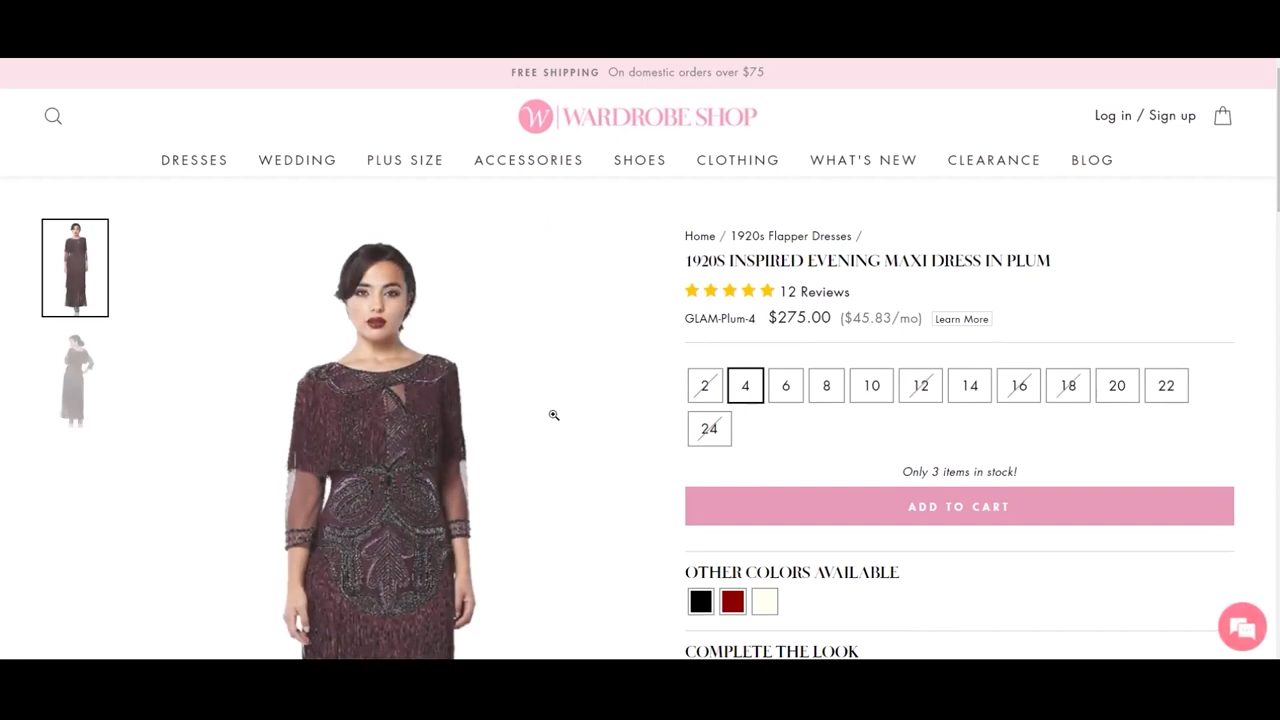 FREE SHIPPING On domestic orders over $75
W WARDROBE SHOP
Log in / Sign up
DRESSES WEDDING PLUS SIZE ACCESSORIES SHOES CLOTHING WHAT'S NEW CLEARANCE BLOG
Home / 1920s Flapper Dresses /
1920S INSPIRED EVENING MAXI DRESS IN PLUM
12 Reviews
GLAM-Plum-4 $275.00 ($45.83/mo) Learn More
2 4 6 8 10 12 14 16 18 20 22
24
Only 3 items in stock!
ADD TO CART
OTHER COLORS AVAILABLE
COMPLETE THE LOOK